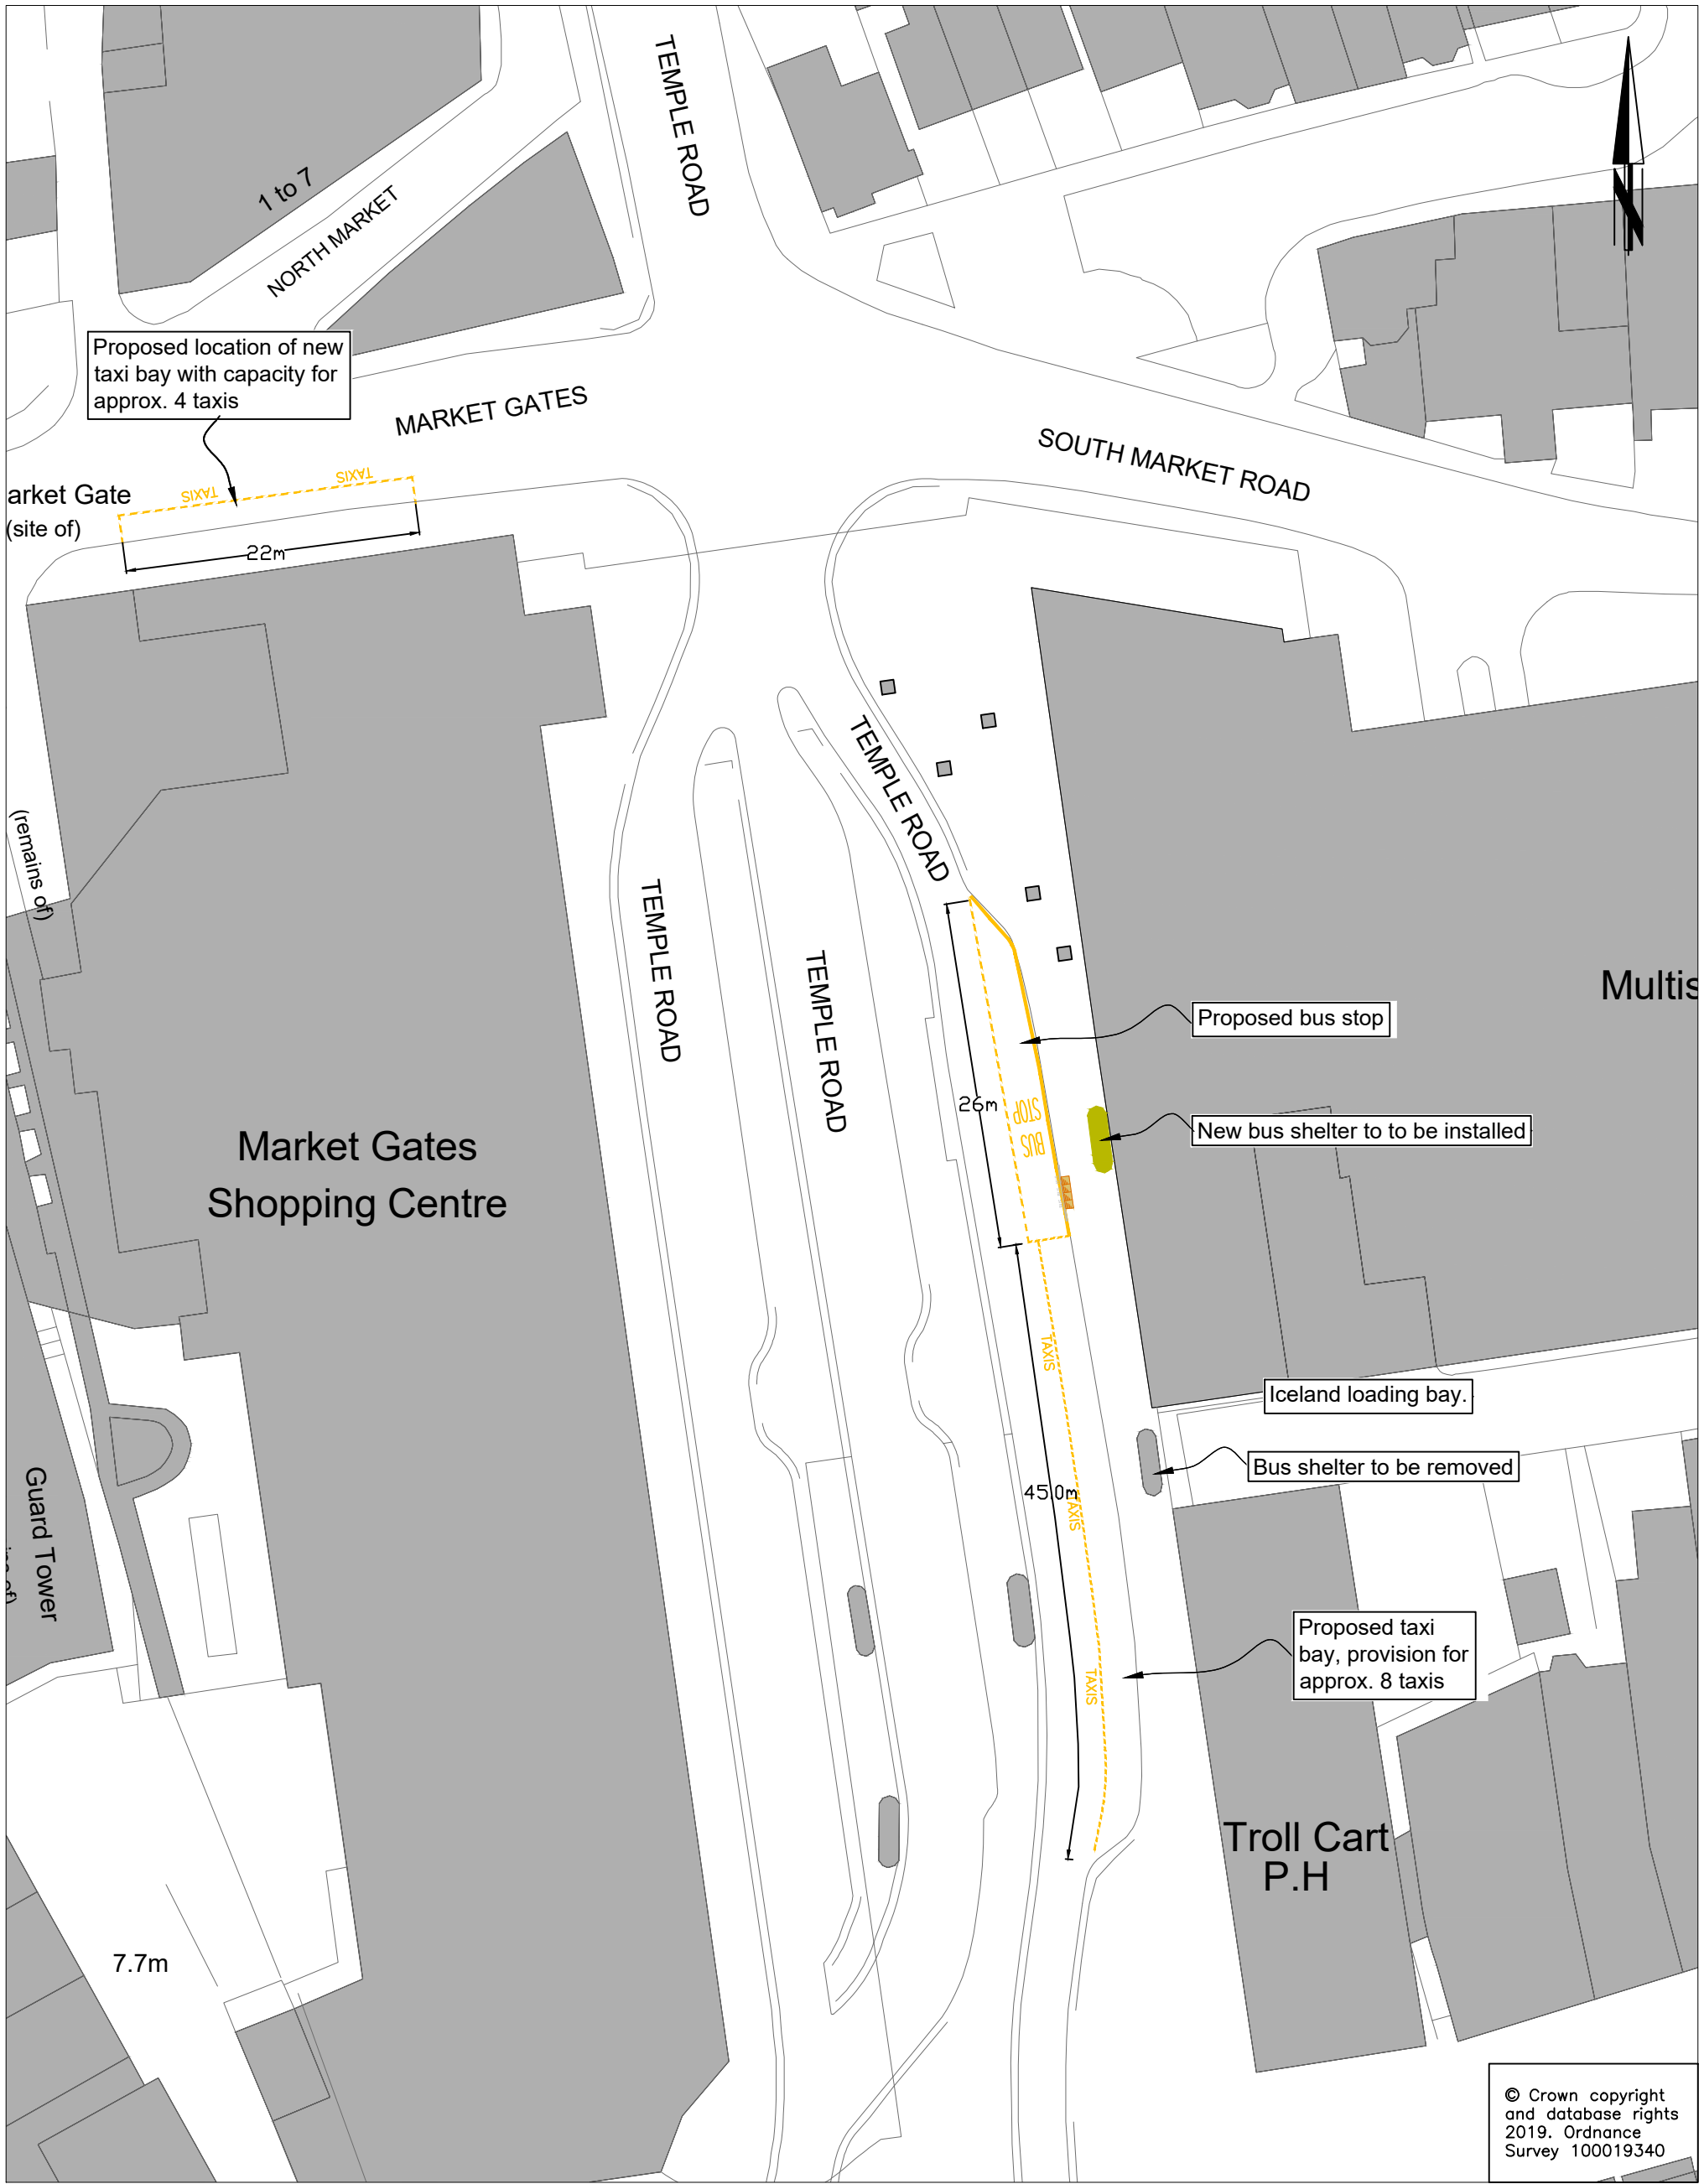 TEMPLE ROAD
1 to 7
NORTH MARKET
Proposed location of new
taxi bay with capacity for
approx. 4 taxis
MARKET GATES
SOUTH MARKET ROAD
N
TAXIS
TAXIS
arket Gate
(site of)
22m
TEMPLE ROAD
(remains of)
TEMPLE ROAD
TEMPLE ROAD
Multis
Proposed bus stop
26m
BUS
STOP
New bus shelter to to be installed
Market Gates
Shopping Centre
TAXIS
Iceland loading bay.
Bus shelter to be removed
45.0m
TAXIS
Guard Tower
Proposed taxi
bay, provision for
approx. 8 taxis
TAXIS
Troll Cart
P.H
7.7m
© Crown copyright
and database rights
2019. Ordnance
Survey 100019340